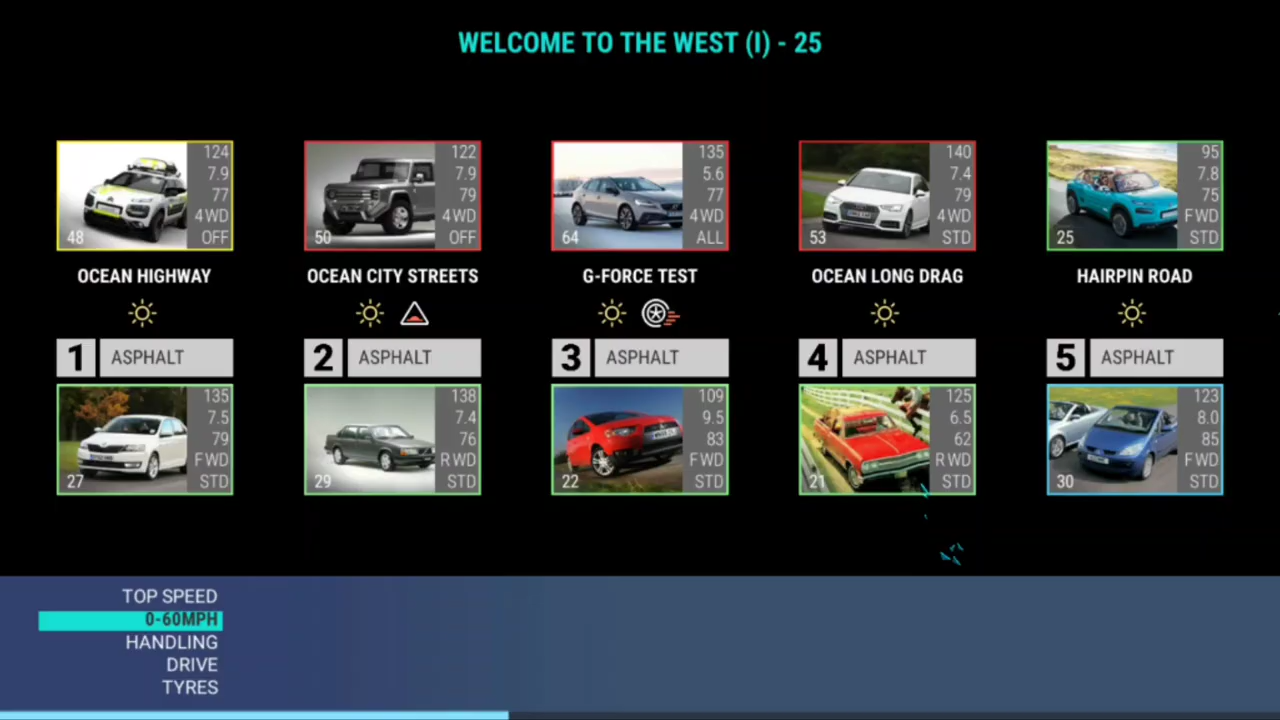 WELCOME TO THE WEST (I) - 25
124
7.9
77
4WD
OFF
48
122
7.9
79
4WD
OFF
50
135
5.6
77
4WD
ALL
64
140
7.4
79
4WD
STD
53
95
7.8
75
FWD
STD
25
OCEAN HIGHWAY
OCEAN CITY STREETS
G-FORCE TEST
OCEAN LONG DRAG
HAIRPIN ROAD
1 ASPHALT
2 ASPHALT
3 ASPHALT
4 ASPHALT
5 ASPHALT
135
7.5
79
FWD
STD
27
138
7.4
76
RWD
STD
29
109
9.5
83
FWD
STD
22
125
6.5
62
RWD
STD
21
123
8.0
85
FWD
STD
30
TOP SPEED
0-60MPH
HANDLING
DRIVE
TYRES